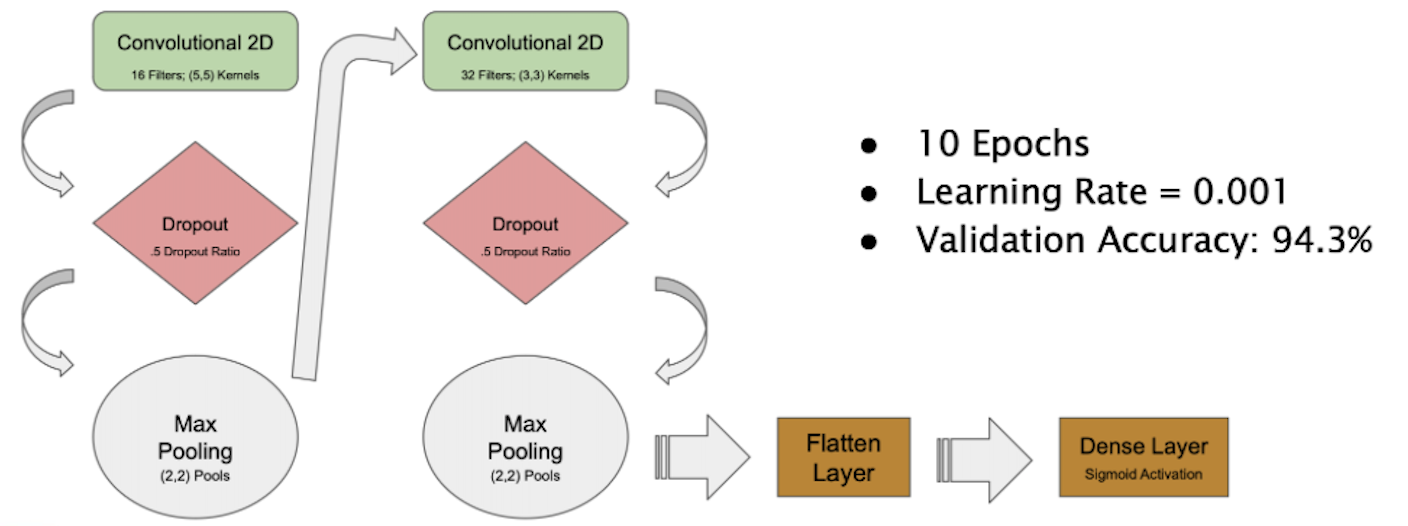 Convolutional 2D
16 Filters; (5,5) Kernels
Dropout
.5 Dropout Ratio
Max
Pooling
(2,2) Pools
Convolutional 2D
32 Filters; (3,3) Kernels
Dropout
.5 Dropout Ratio
Max
Pooling
(2,2) Pools
Flatten
Layer
Dense Layer
Sigmoid Activation
● 10 Epochs
● Learning Rate = 0.001
● Validation Accuracy: 94.3%